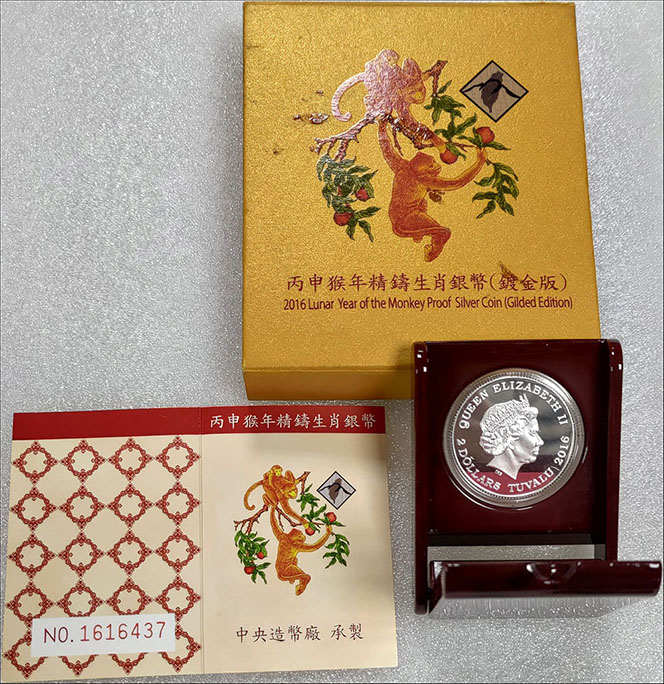 丙申猴年精鑄生肖銀幣(鍍金版)
2016 Lunar Year of the Monkey Proof Silver Coin (Gilded Edition)
丙申猴年精鑄生肖銀幣
NO.1616437
中央造幣廠 承製
QUEEN ELIZABETH II
2 DOLLARS TUVALU 2016